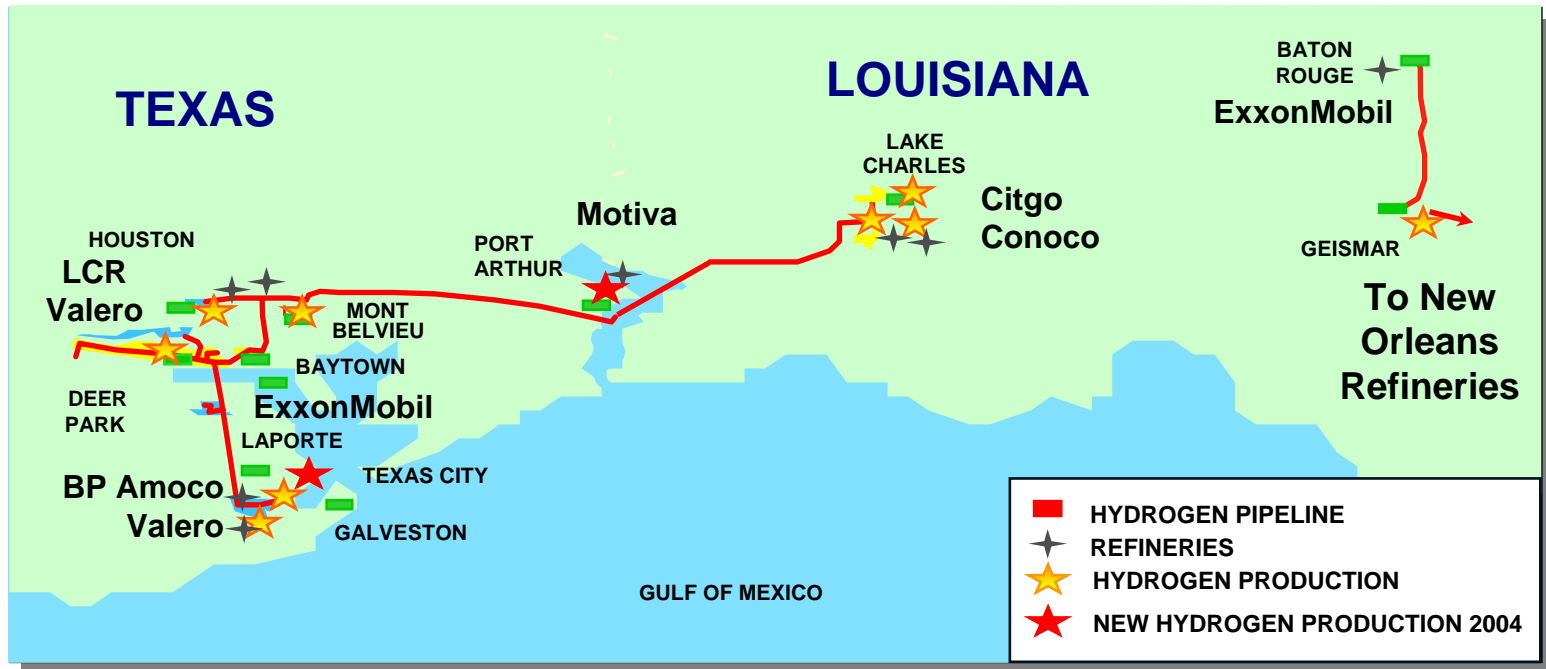 TEXAS
LOUISIANA
BATON
ROUGE
ExxonMobil
LAKE
CHARLES
Citgo
Conoco
Motiva
PORT
ARTHUR
HOUSTON
LCR
Valero
MONT
BELVIEU
BAYTOWN
ExxonMobil
DEER
PARK
LAPORTE
TEXAS CITY
BP Amoco
Valero
GALVESTON
GEISMAR
To New
Orleans
Refineries
GULF OF MEXICO
HYDROGEN PIPELINE
REFINERIES
HYDROGEN PRODUCTION
NEW HYDROGEN PRODUCTION 2004